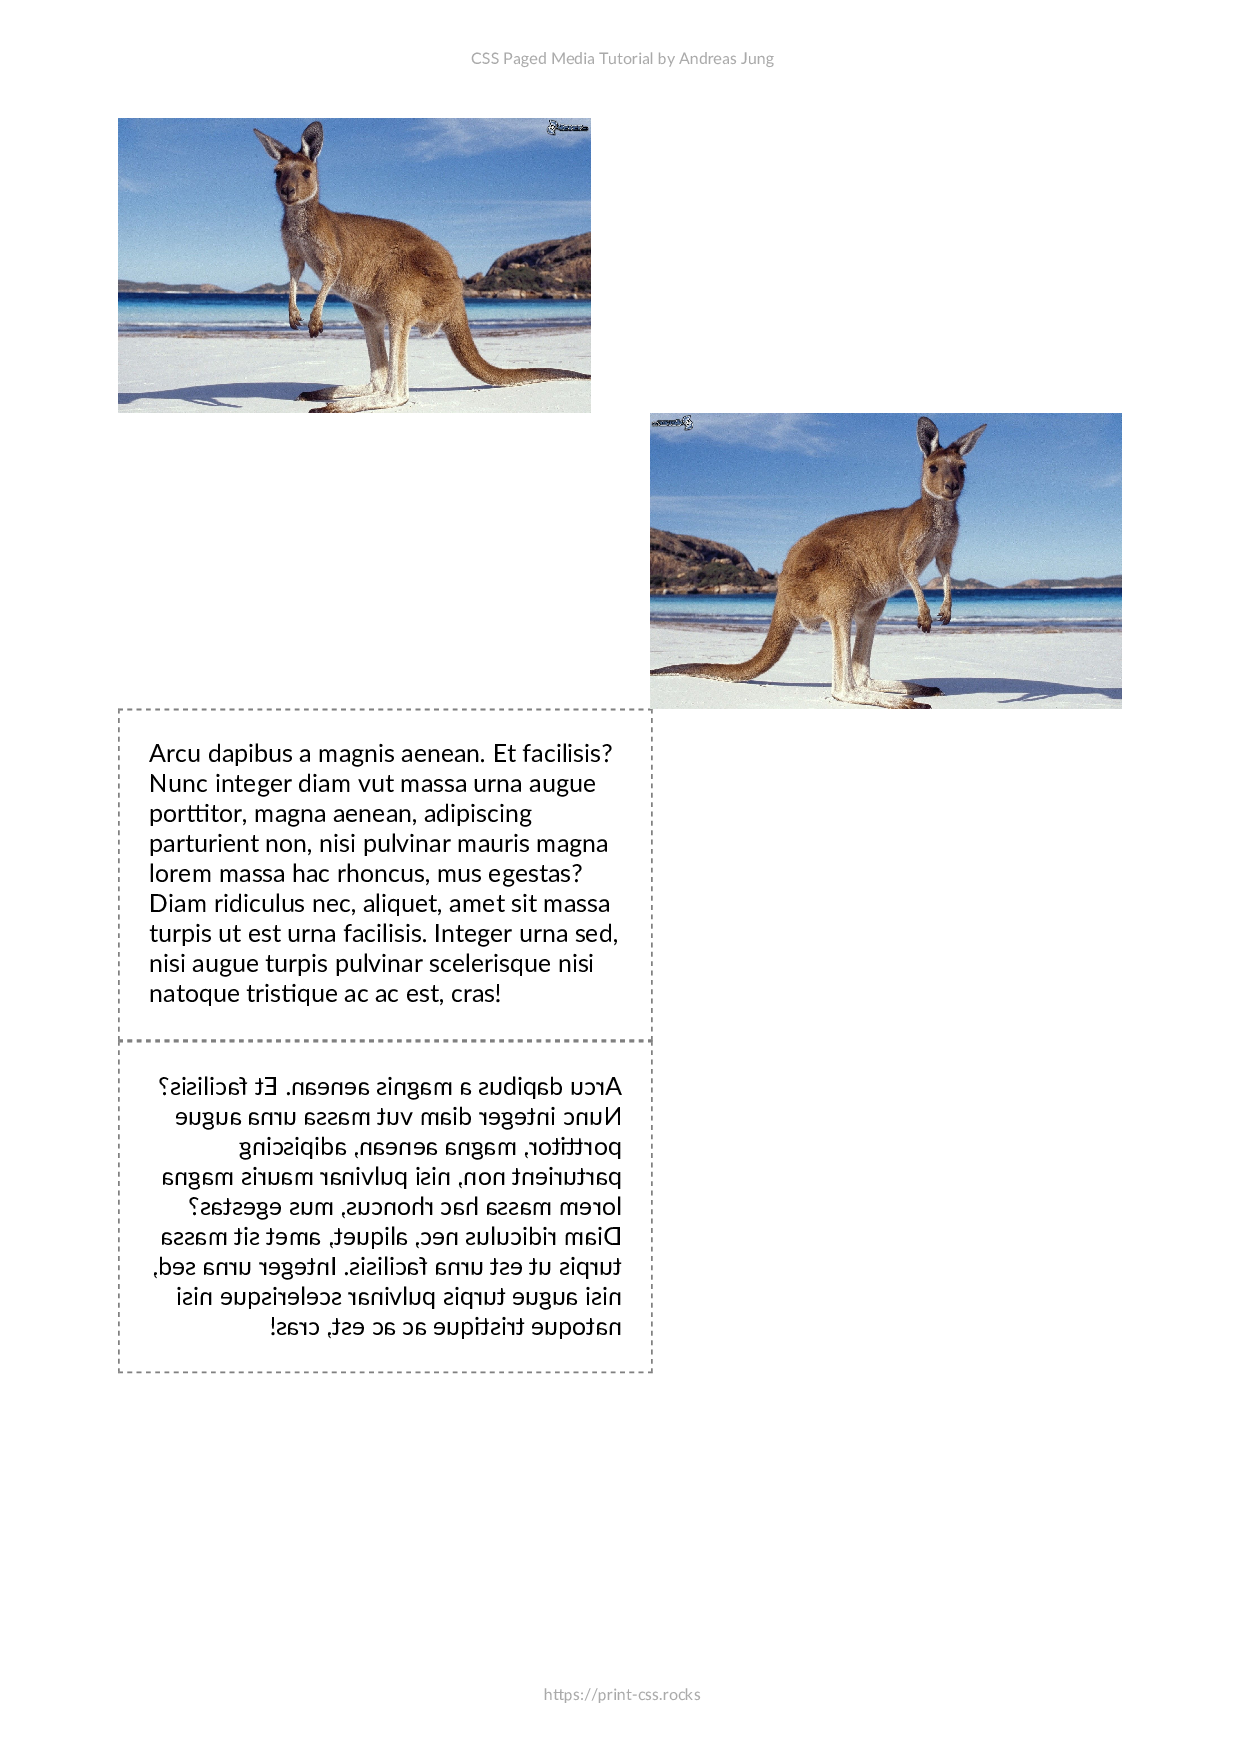 CSS Paged Media Tutorial by Andreas Jung
Arcu dapibus a magnis aenean. Et facilisis?
Nunc integer diam vut massa urna augue
porttitor, magna aenean, adipiscing
parturient non, nisi pulvinar mauris magna
lorem massa hac rhoncus, mus egestas?
Diam ridiculus nec, aliquet, amet sit massa
turpis ut est urna facilisis. Integer urna sed,
nisi augue turpis pulvinar scelerisque nisi
natoque tristique ac ac est, cras!
Arcu dapibus a magnis aenean. Et facilisis?
Nunc integer diam vut massa urna augue
porttitor, magna aenean, adipiscing
parturient non, nisi pulvinar mauris magna
lorem massa hac rhoncus, mus egestas?
Diam ridiculus nec, aliquet, amet sit massa
turpis ut est urna facilisis. Integer urna sed,
nisi augue turpis pulvinar scelerisque nisi
natoque tristique ac ac est, cras!
https://print-css.rocks